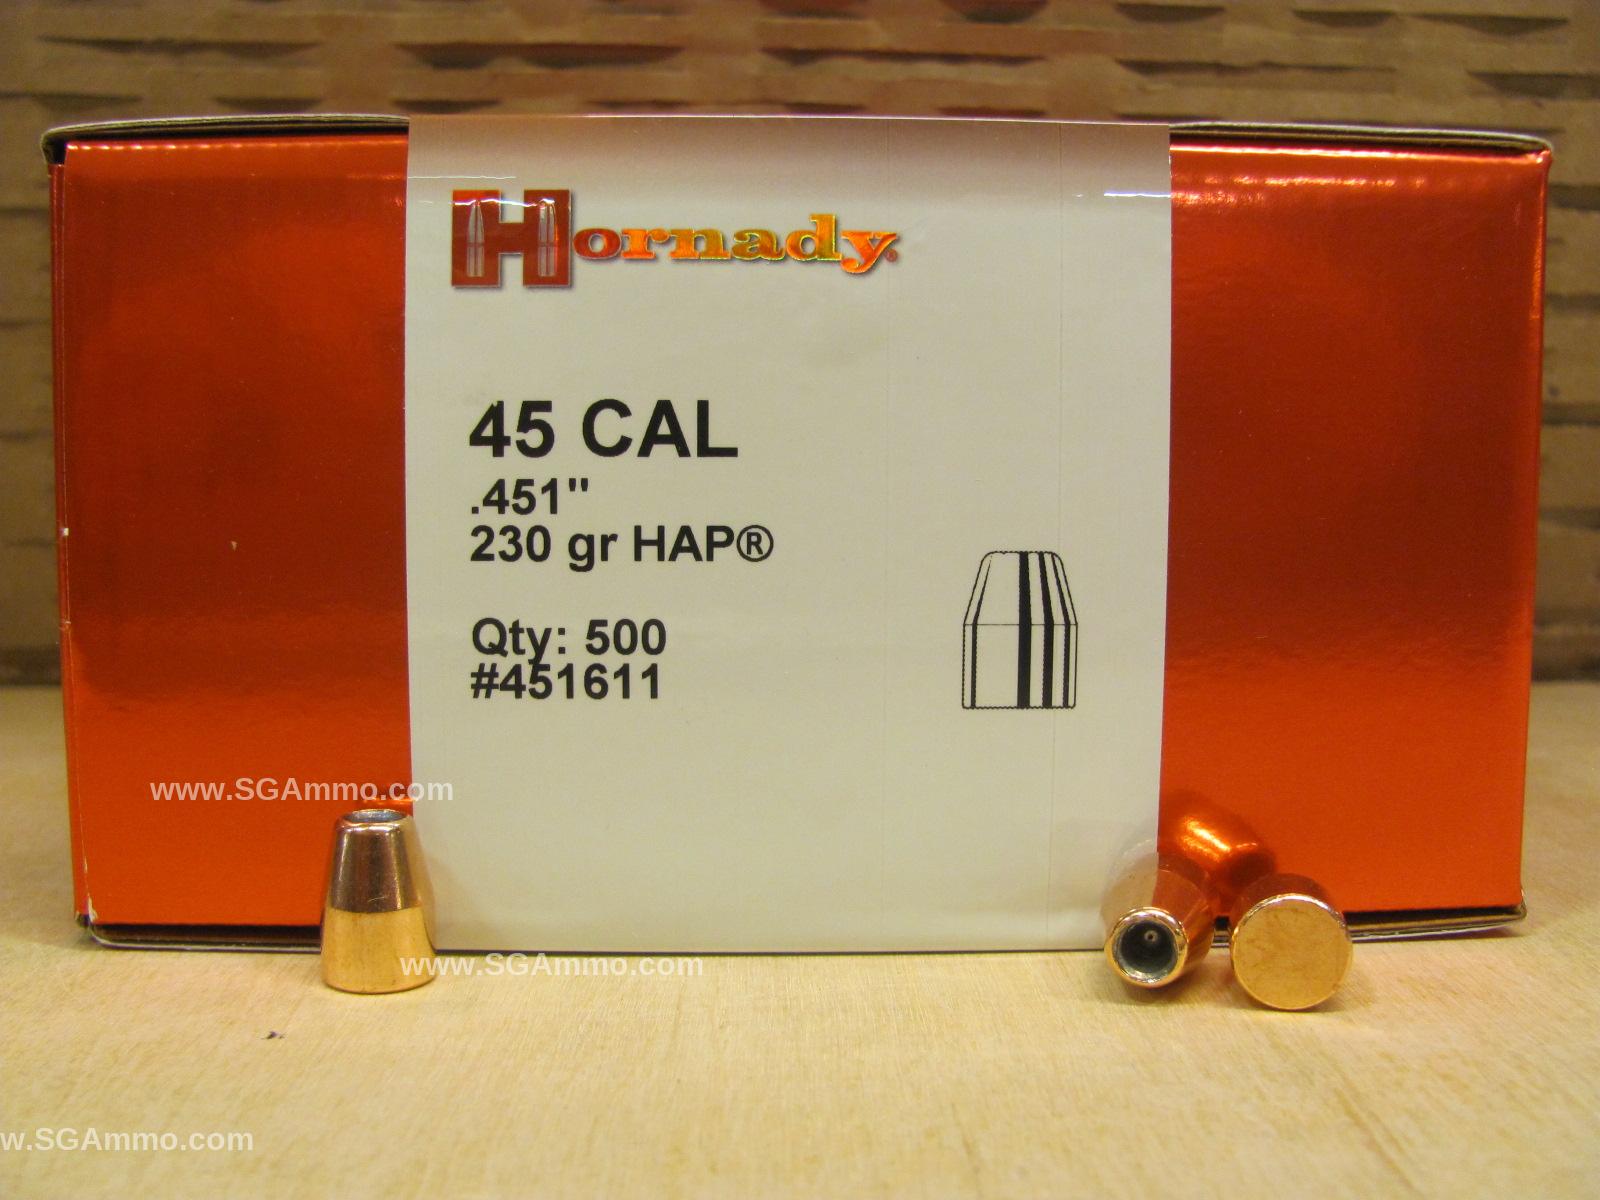 Hornady®
45 CAL
.451"
230 gr HAP®
Qty: 500
#451611
www.SGAmmo.com
www.SGAmmo.com
w.SGAmmo.com